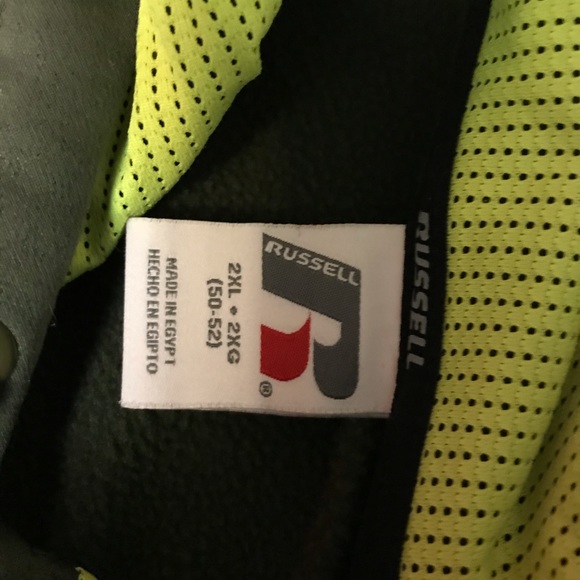 RUSSELL
RUSSELL
®
2XL • 2XG
(50-52)
MADE IN EGYPT
HECHO EN EGIPTO